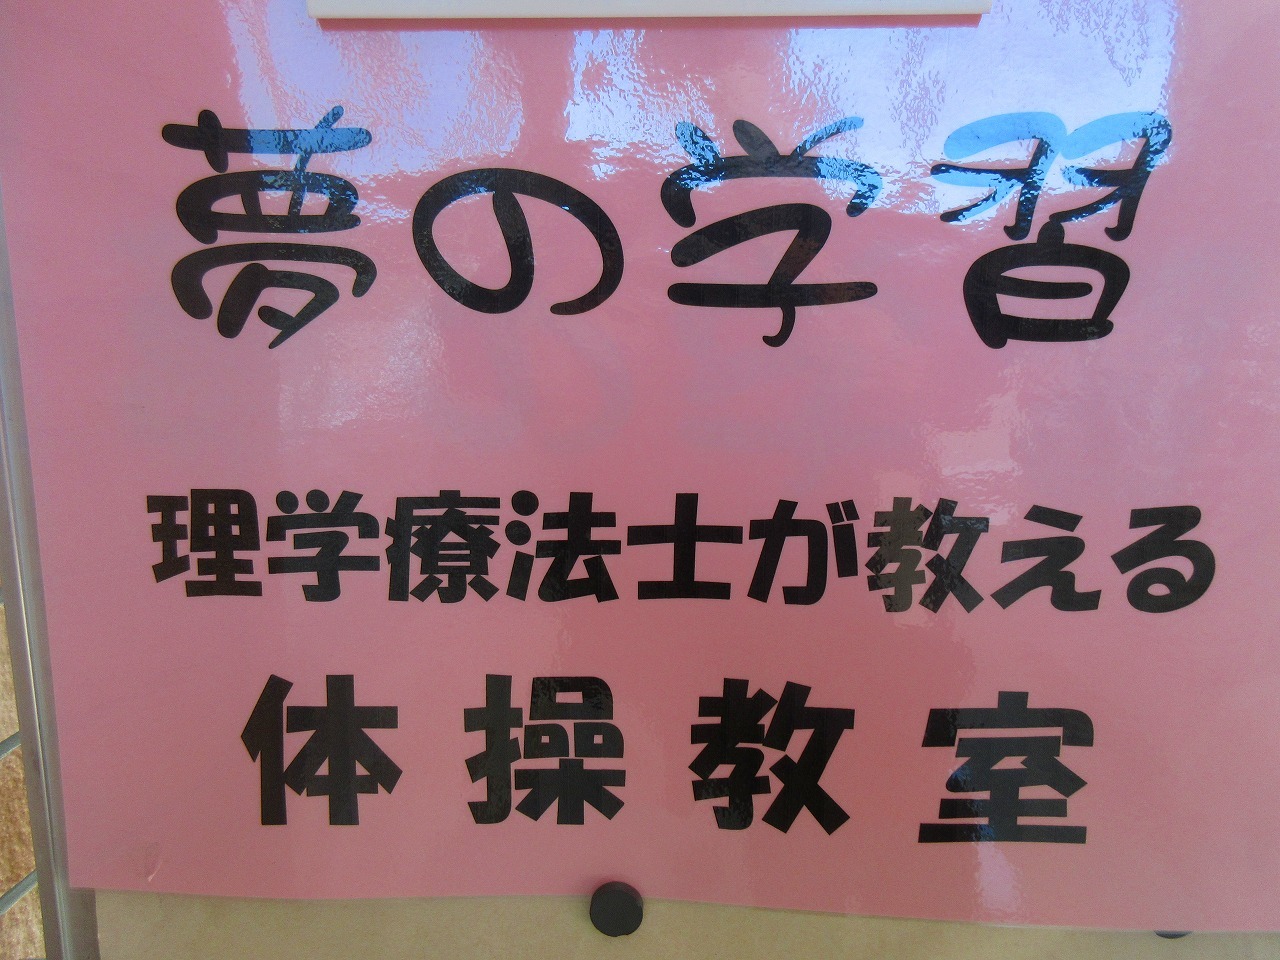 夢の学習
理学療法士が教える
体操教室